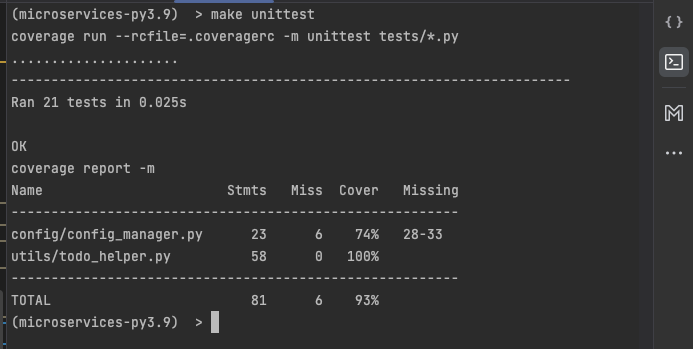 (microservices-py3.9)  > make unittest
coverage run --rcfile=.coveragerc -m unittest tests/*.py
.....................
----------------------------------------------------------------------
Ran 21 tests in 0.025s
OK
coverage report -m
Name                       Stmts   Miss  Cover   Missing
--------------------------------------------------------
config/config_manager.py      23      6    74%   28-33
utils/todo_helper.py          58      0   100%
--------------------------------------------------------
TOTAL                         81      6    93%
(microservices-py3.9)  >